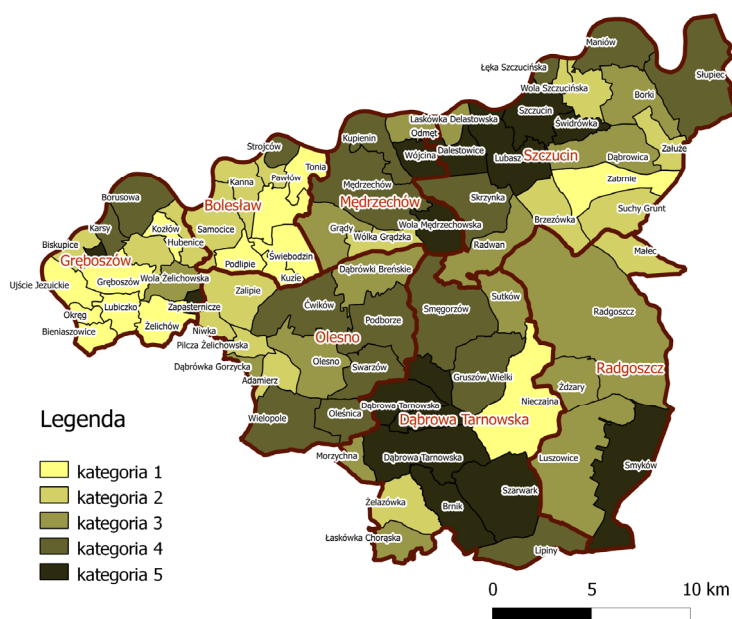 Maniów
Łęka Szczucińska
Słupiec
Wola Szczucińska
Borki
Szczucin
Laskówka Delastowska
Świdrówka
Odmęt
Kupienin
Strojców
Załuże
Dalestowice
Wójcina
Szczucin
Lubasz
Dąbrowica
Tonia
Pawłów
Zabrnie
Kanna
Mędrzechów
Borusowa
Skrzynka
Bolesław
Mędrzechów
Suchy Grunt
Brzezówka
Wola Mędrzechowska
Karsy
Kozłów
Samocice
Grądy
Wólka Grądzka
Radwan
Biskupice
Hubenice
Małec
Gręboszów
Podlipie
Świebodzin
Dąbrówki Breńskie
Ujście Jezuickie
Gręboszów
Wola Żelichowska
Kuzie
Zalipie
Sutków
Lubiczko
Zapasternicze
Ćwików
Smęgorzów
Radgoszcz
Okręg
Podborze
Bieniaszowice
Żelichów
Niwka
Olesno
Pilcza Żelichowska
Dąbrówka Gorzycka
Olesno
Swarzów
Radgoszcz
Gruszów Wielki
Adamierz
Żdżary
Nieczajna
Dąbrowa Tarnowska
Legenda
Wielopole
Oleśnica
Dąbrowa Tarnowska
Morzychna
Dąbrowa Tarnowska
Luszowice
Smyków
kategoria 1
Szarwark
kategoria 2
Żelazówka
Brnik
kategoria 3
Laskówka Chorąska
kategoria 4
Lipiny
kategoria 5
0 5 10 km